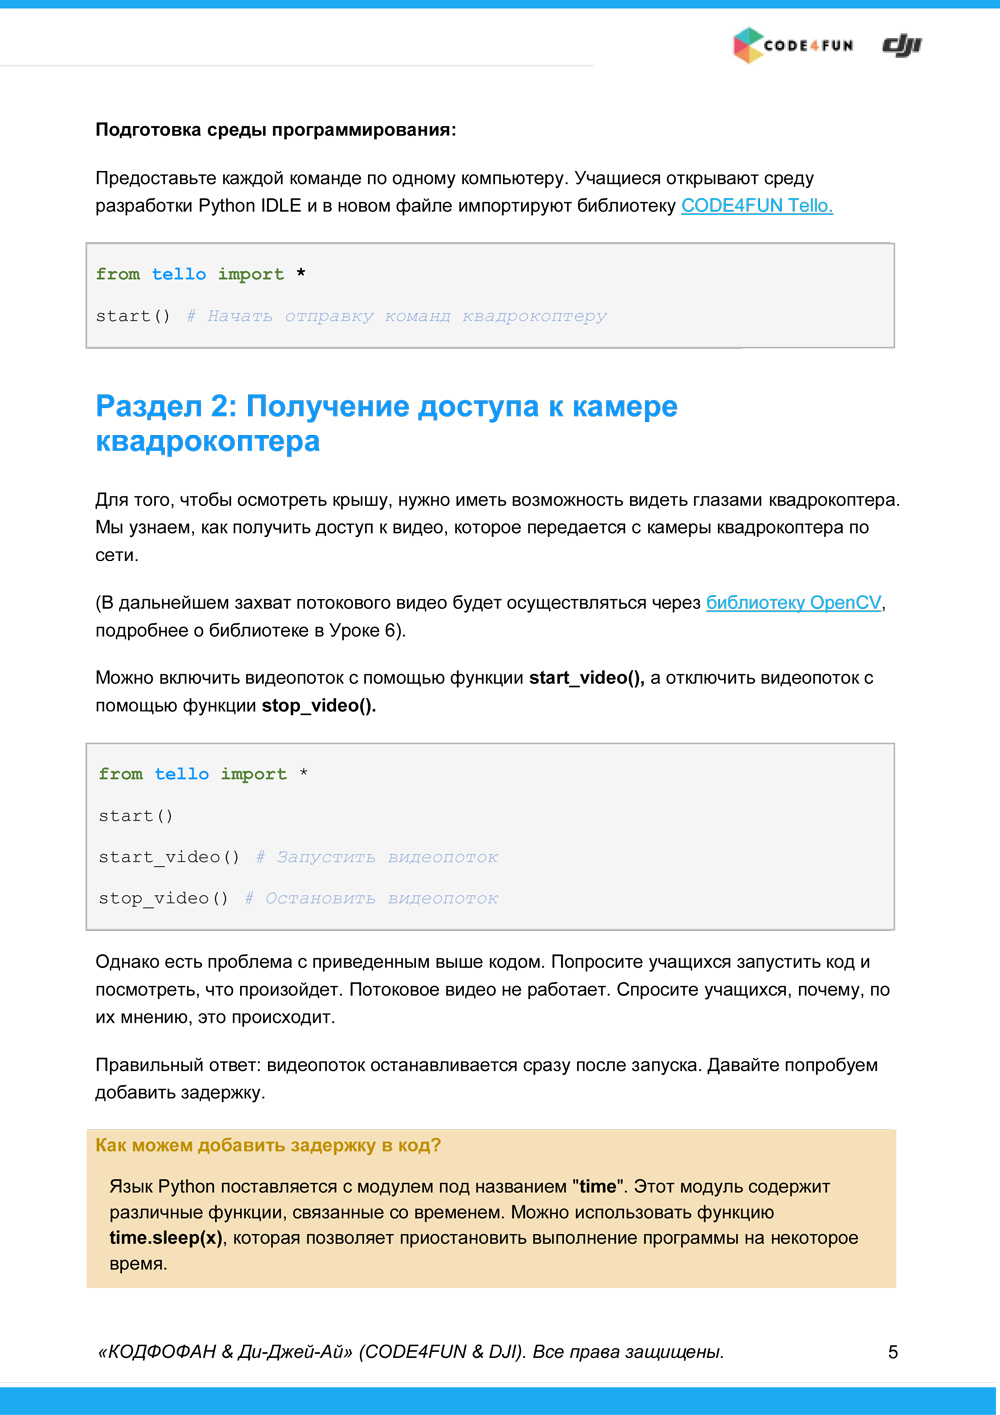 CODE4FUN dji
Подготовка среды программирования:
Предоставьте каждой команде по одному компьютеру. Учащиеся открывают среду
разработки Python IDLE и в новом файле импортируют библиотеку CODE4FUN Tello.
from tello import *
start() # Начать отправку команд квадрокоптеру
Раздел 2: Получение доступа к камере
квадрокоптера
Для того, чтобы осмотреть крышу, нужно иметь возможность видеть глазами квадрокоптера.
Мы узнаем, как получить доступ к видео, которое передается с камеры квадрокоптера по
сети.
(В дальнейшем захват потокового видео будет осуществляться через библиотеку OpenCV,
подробнее о библиотеке в Уроке 6).
Можно включить видеопоток с помощью функции start_video(), а отключить видеопоток с
помощью функции stop_video().
from tello import *
start()
start_video() # Запустить видеопоток
stop_video() # Остановить видеопоток
Однако есть проблема с приведенным выше кодом. Попросите учащихся запустить код и
посмотреть, что произойдет. Потоковое видео не работает. Спросите учащихся, почему, по
их мнению, это происходит.
Правильный ответ: видеопоток останавливается сразу после запуска. Давайте попробуем
добавить задержку.
Как можем добавить задержку в код?
Язык Python поставляется с модулем под названием "time". Этот модуль содержит
различные функции, связанные со временем. Можно использовать функцию
time.sleep(x), которая позволяет приостановить выполнение программы на некоторое
время.
«КОДФОФАН & Ди-Джей-Ай» (CODE4FUN & DJI). Все права защищены. 5